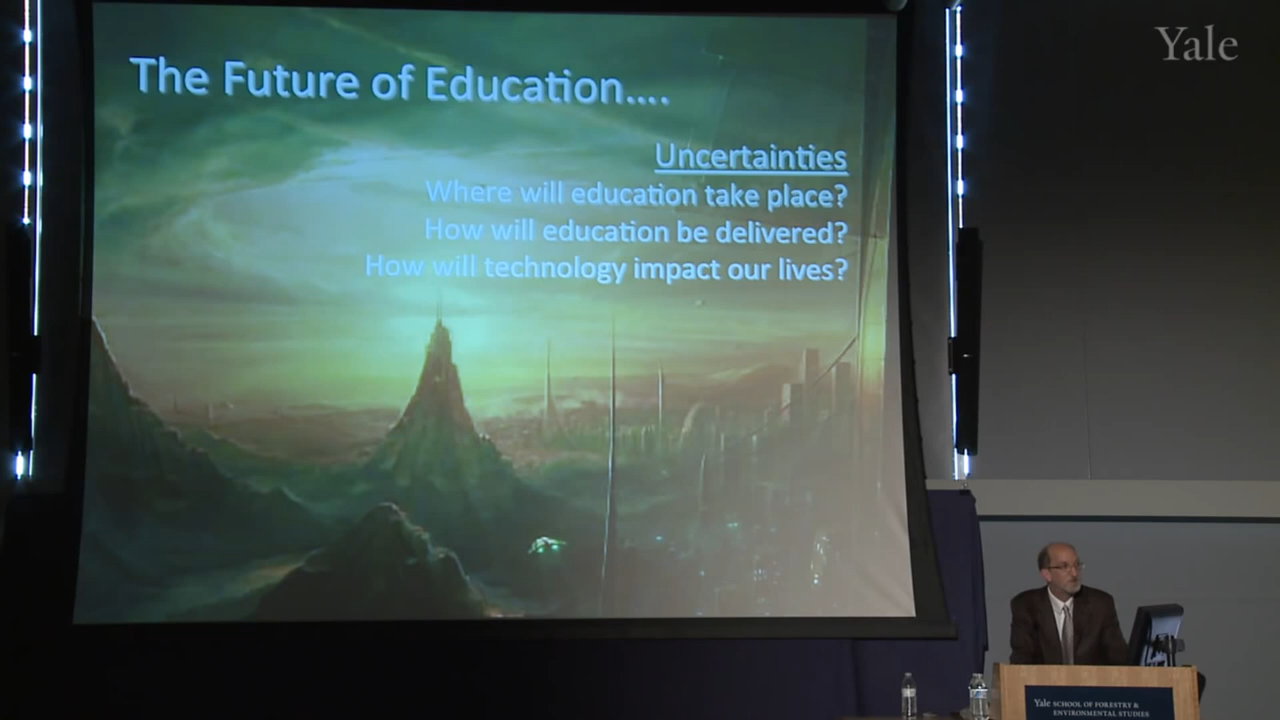 Yale
The Future of Education....
Uncertainties
Where will education take place?
How will education be delivered?
How will technology impact our lives?
Yale SCHOOL OF FORESTRY &
ENVIRONMENTAL STUDIES